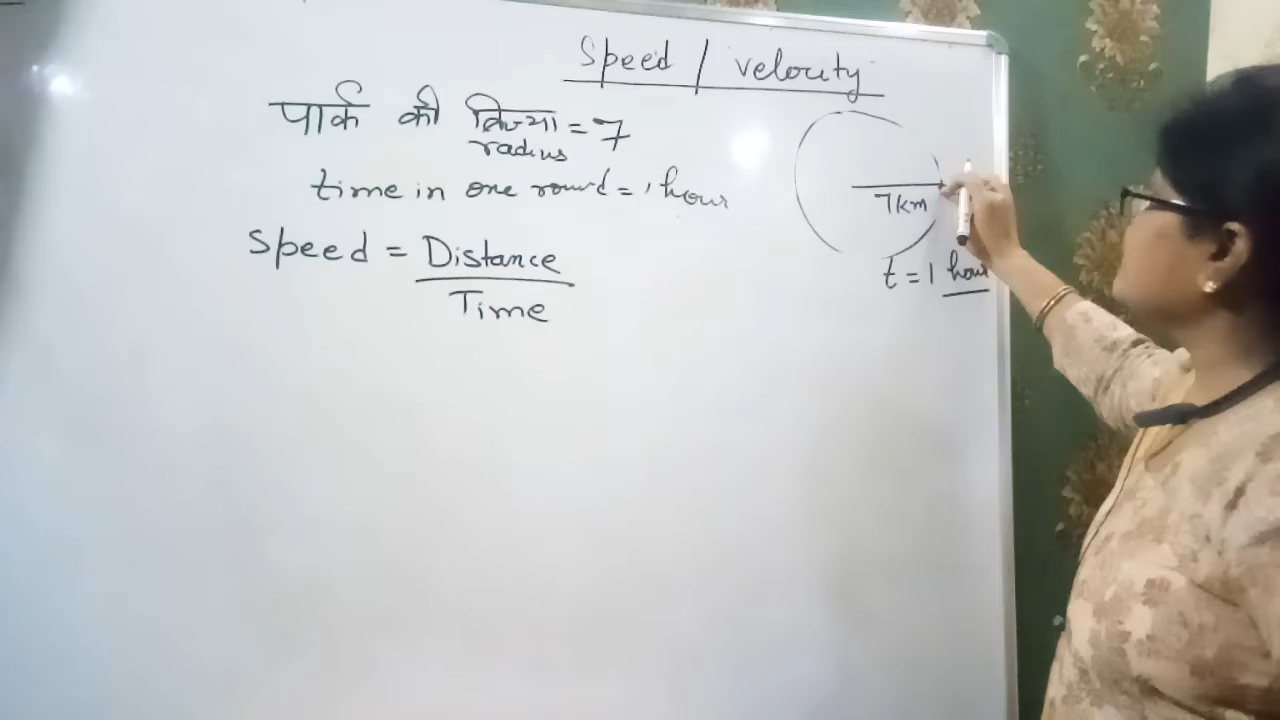 Speed / velocity
पार्क की त्रिज्या = 7
radius
time in one round = 1 hour
Speed = Distance
Time
7km
t = 1 hour